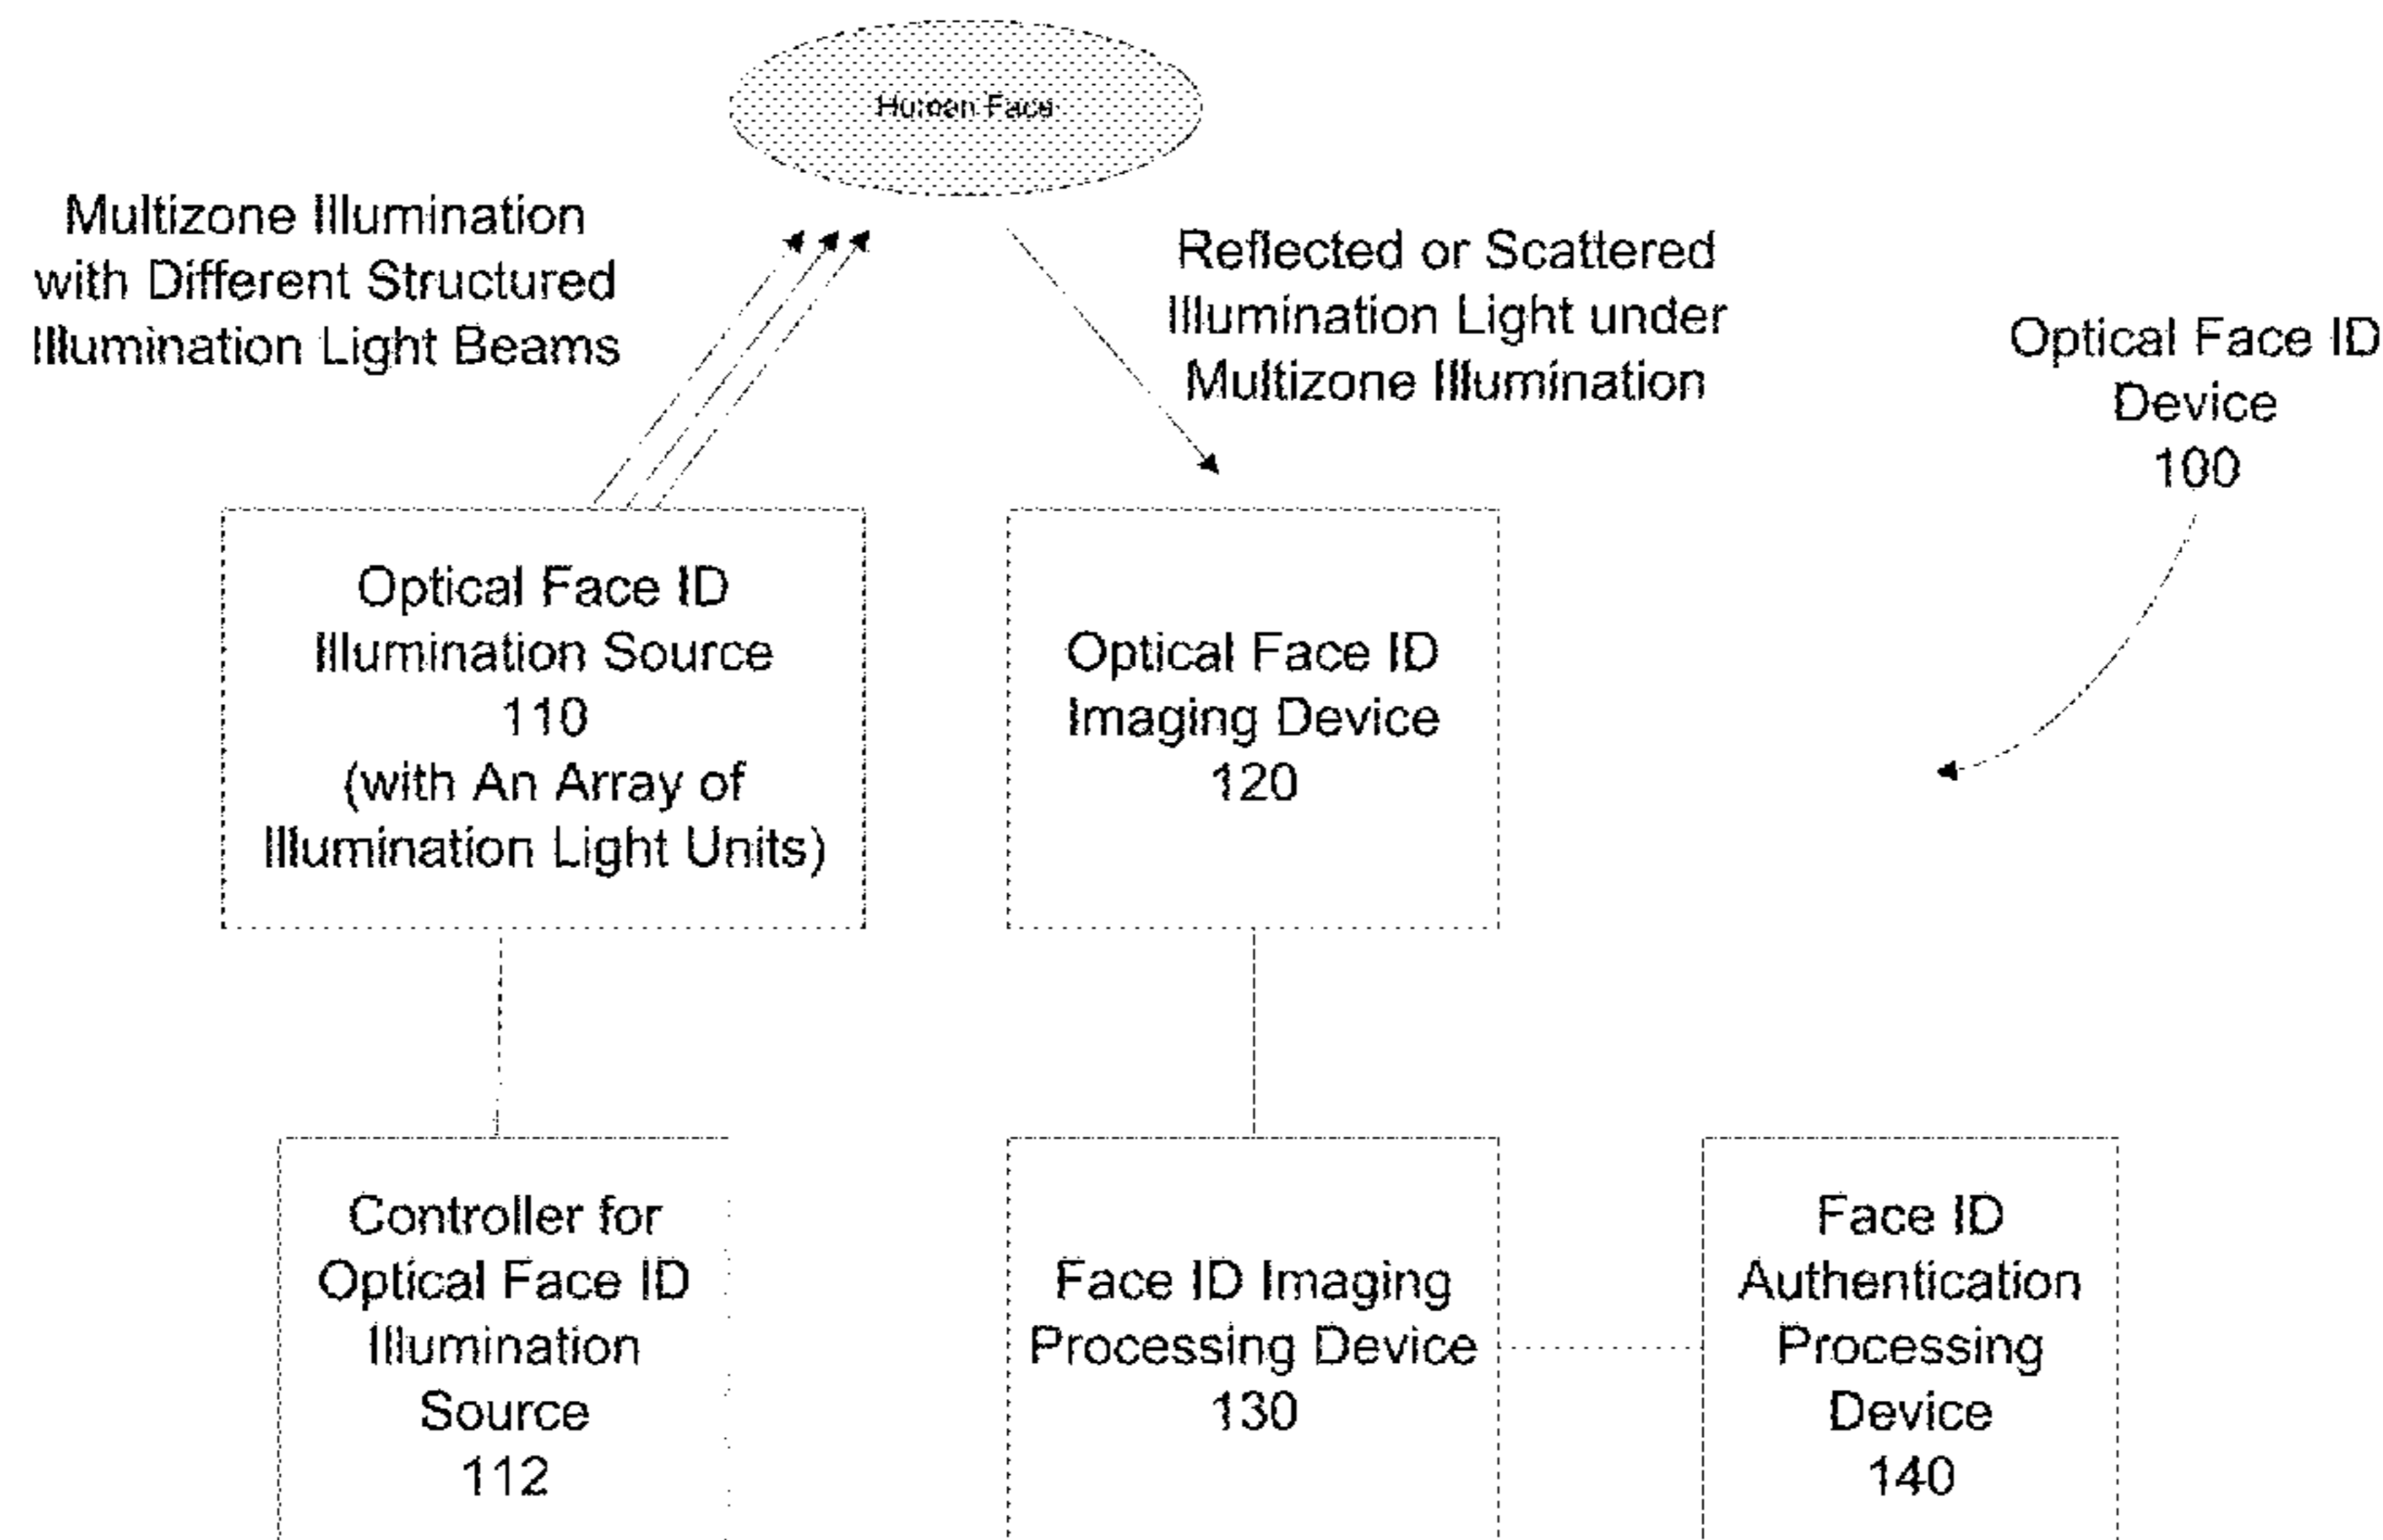 Human Face
Multizone Illumination
with Different Structured
Illumination Light Beams
Reflected or Scattered
Illumination Light under
Multizone Illumination
Optical Face ID
Device
100
Optical Face ID
Illumination Source
110
(with An Array of
Illumination Light Units)
Optical Face ID
Imaging Device
120
Controller for
Optical Face ID
Illumination
Source
112
Face ID Imaging
Processing Device
130
Face ID
Authentication
Processing
Device
140